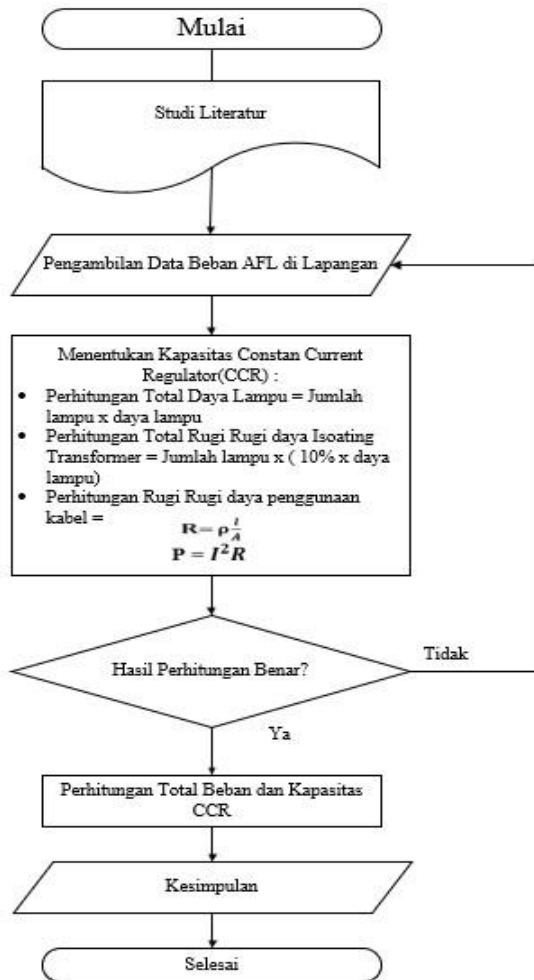 Mulai
Studi Literatur
Pengambilan Data Beban AFL di Lapangan
Menentukan Kapasitas Constan Current
Regulator(CCR) :
• Perhitungan Total Daya Lampu = Jumlah
lampu x daya lampu
• Perhitungan Total Rugi Rugi daya Isoating
Transformer = Jumlah lampu x ( 10% x daya
lampu)
• Perhitungan Rugi Rugi daya penggunaan
kabel =
R= ρ l/A
P = I²R
Hasil Perhitungan Benar?
Tidak
Ya
Perhitungan Total Beban dan Kapasitas
CCR
Kesimpulan
Selesai